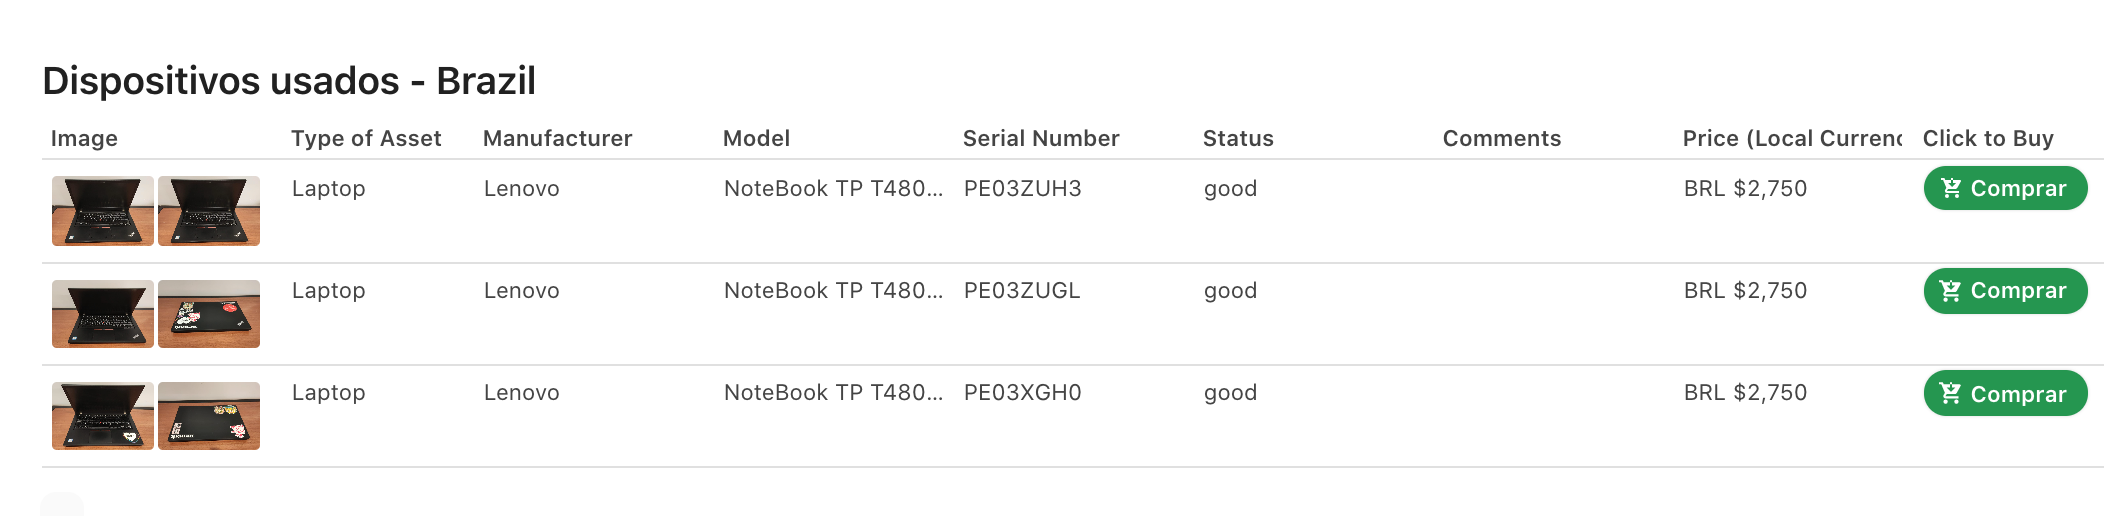 Dispositivos usados - Brazil
Image Type of Asset Manufacturer Model Serial Number Status Comments Price (Local Currenc Click to Buy
Laptop Lenovo NoteBook TP T480... PE03ZUH3 good BRL $2,750 Comprar
Laptop Lenovo NoteBook TP T480... PE03ZUGL good BRL $2,750 Comprar
Laptop Lenovo NoteBook TP T480... PE03XGH0 good BRL $2,750 Comprar